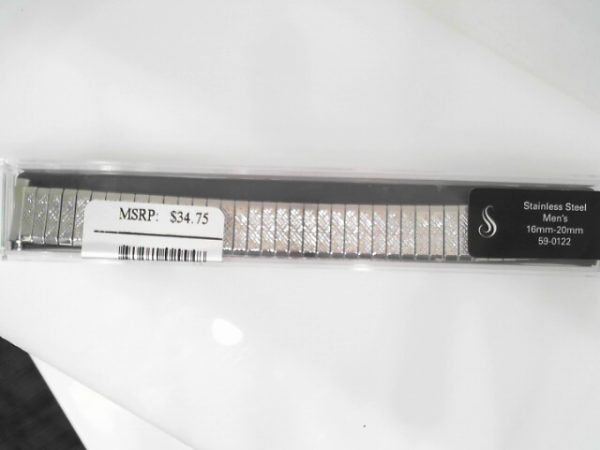 MSRP: $34.75
Stainless Steel
Men's
16mm-20mm
59-0122